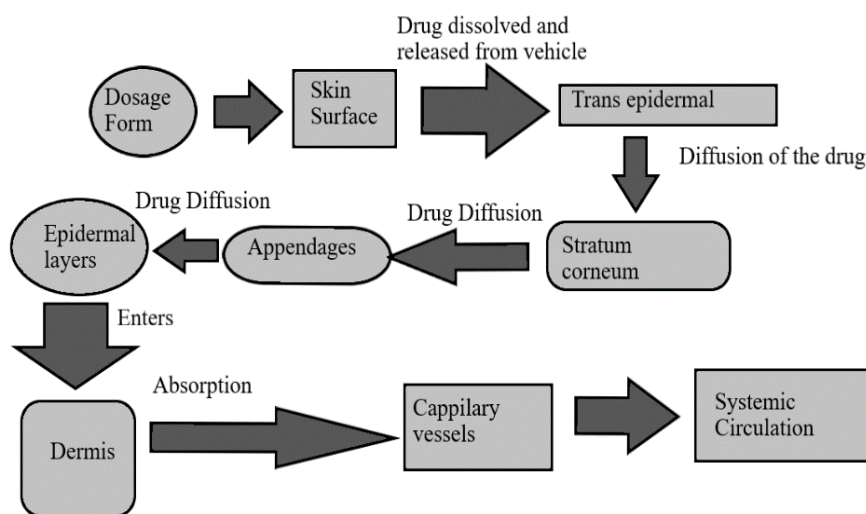 Drug dissolved and
released from vehicle
Dosage
Form
Skin
Surface
Trans epidermal
Diffusion of the drug
Drug Diffusion
Stratum
corneum
Appendages
Drug Diffusion
Epidermal
layers
Enters
Dermis
Absorption
Cappilary
vessels
Systemic
Circulation